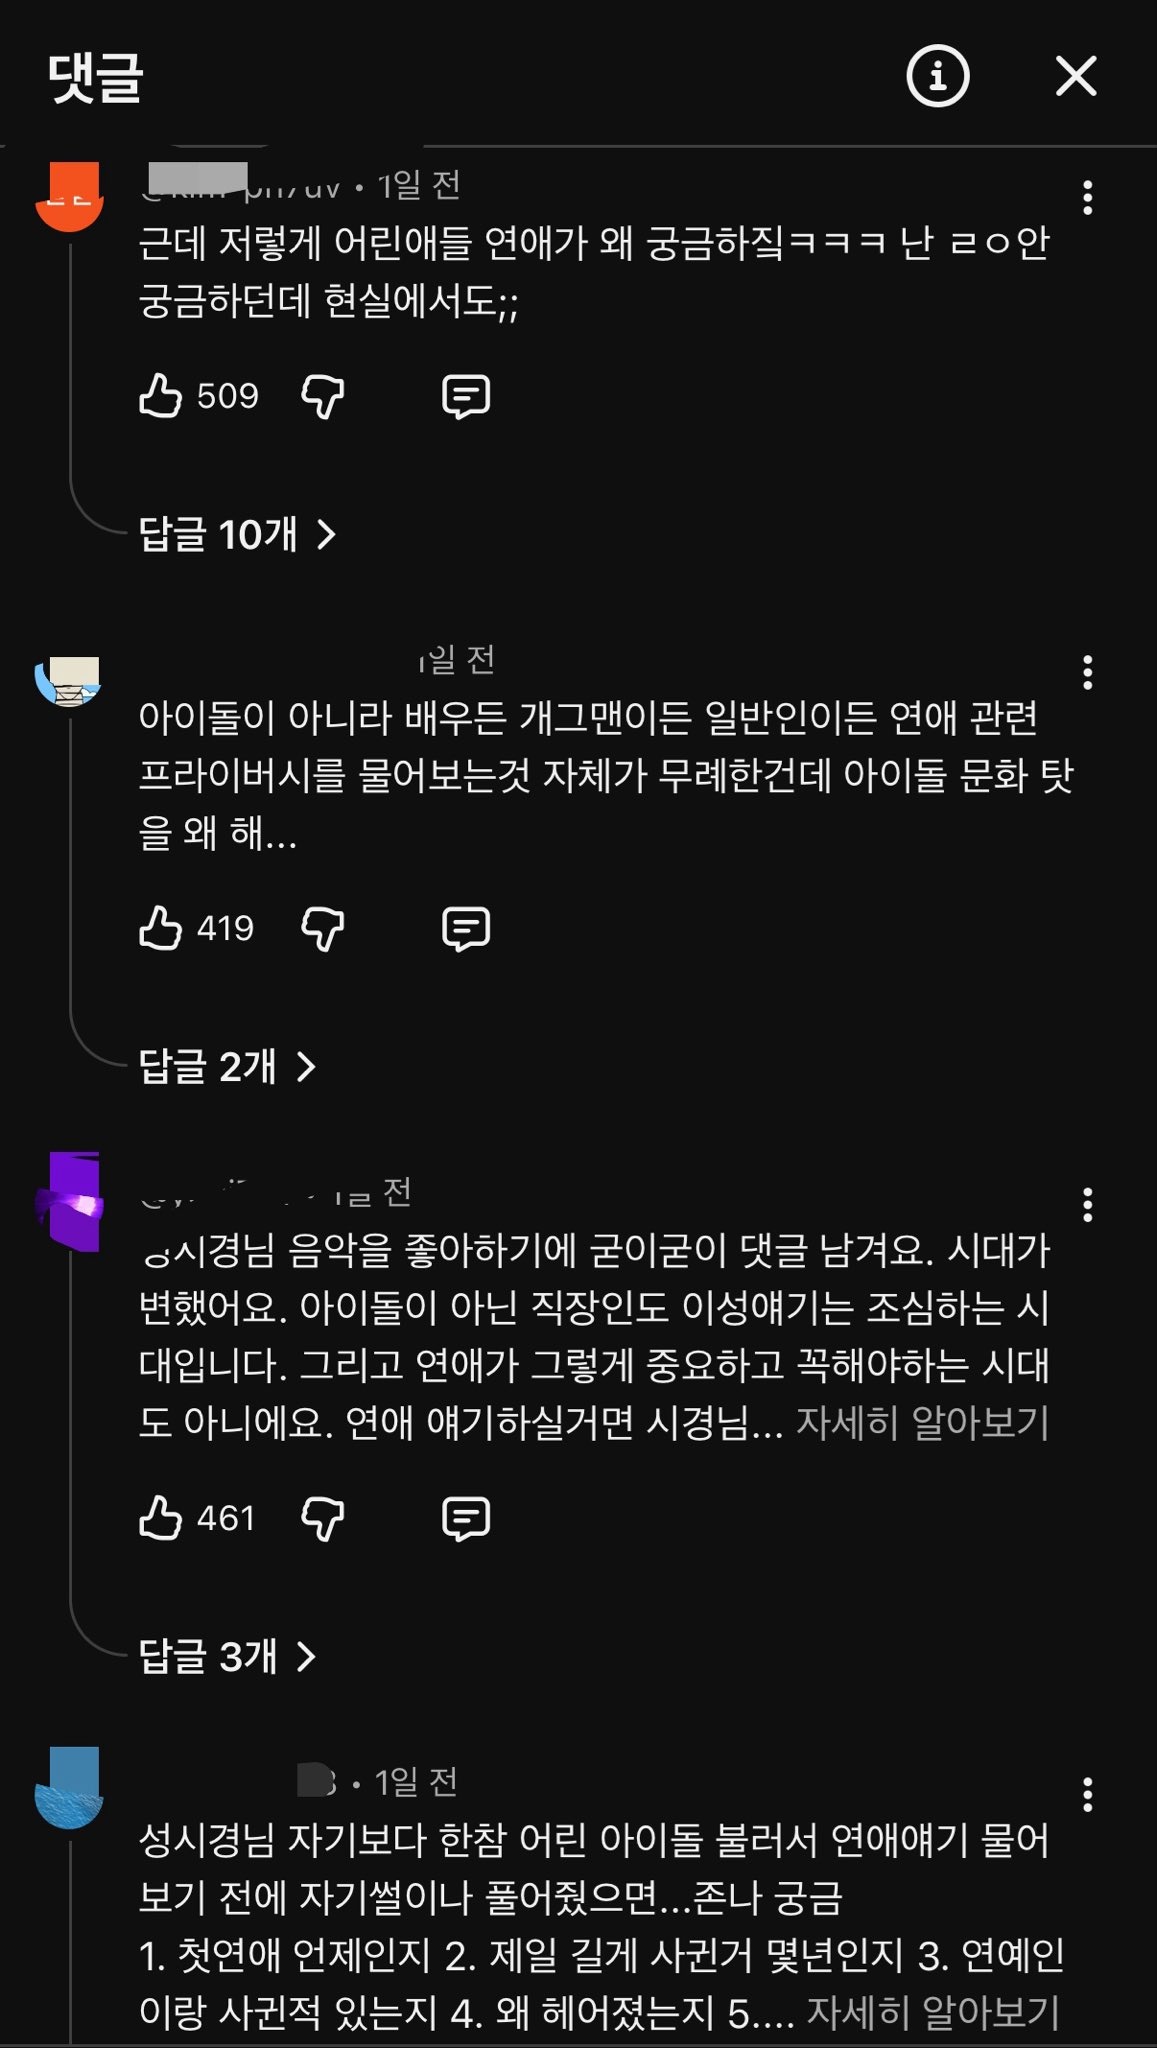 댓글
1일 전
근데 저렇게 어린애들 연애가 왜 궁금하짘ㅋㅋㅋ 난 ㄹㅇ안
궁금하던데 현실에서도;;
509
답글 10개
1일 전
아이돌이 아니라 배우든 개그맨이든 일반인이든 연애 관련
프라이버시를 물어보는것 자체가 무례한건데 아이돌 문화 탓
을 왜 해...
419
답글 2개
1일 전
성시경님 음악을 좋아하기에 굳이굳이 댓글 남겨요. 시대가
변했어요. 아이돌이 아닌 직장인도 이성얘기는 조심하는 시
대입니다. 그리고 연애가 그렇게 중요하고 꼭해야하는 시대
도 아니에요. 연애 얘기하실거면 시경님... 자세히 알아보기
461
답글 3개
1일 전
성시경님 자기보다 한참 어린 아이돌 불러서 연애얘기 물어
보기 전에 자기썰이나 풀어줬으면...존나 궁금
1. 첫연애 언제인지 2. 제일 길게 사귄거 몇년인지 3. 연예인
이랑 사귄적 있는지 4. 왜 헤어졌는지 5.... 자세히 알아보기